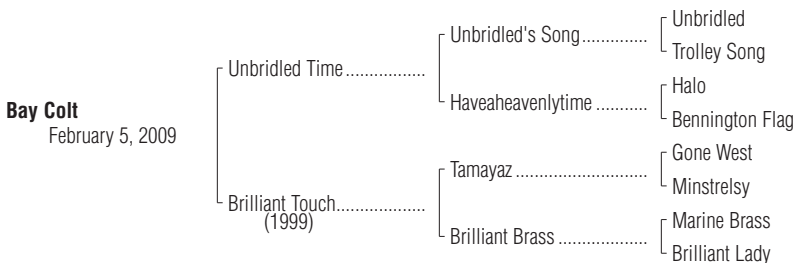 Unbridled
Unbridled's Song..............
Trolley Song
Unbridled Time.................
Halo
Haveaheavenlytime ...........
Bennington Flag
Bay Colt
February 5, 2009
Gone West
Tamayaz ............................
Minstrelsy
Brilliant Touch...................
(1999)
Marine Brass
Brilliant Brass ...................
Brilliant Lady